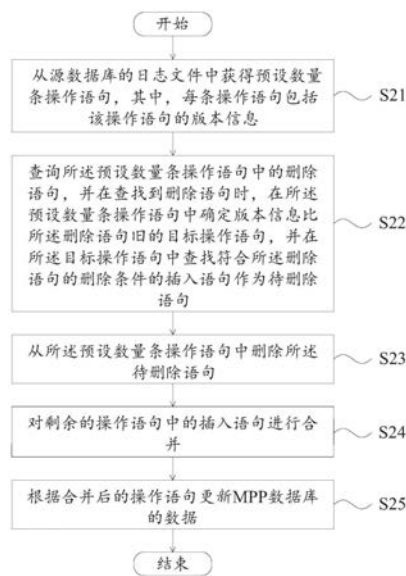 开始
从源数据库的日志文件中获得预设数量
条操作语句，其中，每条操作语句包括
该操作语句的版本信息
S21
查询所述预设数量条操作语句中的删除
语句，并在查找到删除语句时，在所述
预设数量条操作语句中确定版本信息比
所述删除语句旧的目标操作语句，并在
所述目标操作语句中查找符合所述删除
语句的删除条件的插入语句作为待删除
语句
S22
从所述预设数量条操作语句中删除所述
待删除语句
S23
对剩余的操作语句中的插入语句进行合
并
S24
根据合并后的操作语句更新MPP数据库
的数据
S25
结束